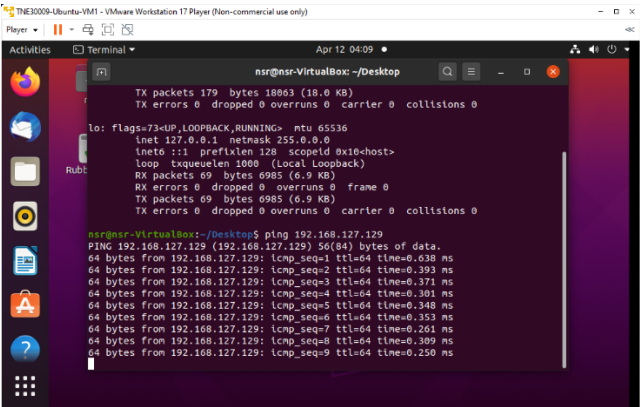 TNE30009-Ubuntu-VM1 - VMware Workstation 17 Player (Non-commercial use only)
Player
Activities
Terminal
Apr 12 04:09
nsr@nsr-VirtualBox: ~/Desktop
TX packets 179 bytes 18063 (18.0 KB)
TX errors 0 dropped 0 overruns 0 carrier 0 collisions 0
lo: flags=73<UP,LOOPBACK,RUNNING> mtu 65536
inet 127.0.0.1 netmask 255.0.0.0
inet6 ::1 prefixlen 128 scopeid 0x10<host>
loop txqueuelen 1000 (Local Loopback)
RX packets 69 bytes 6985 (6.9 KB)
RX errors 0 dropped 0 overruns 0 frame 0
TX packets 69 bytes 6985 (6.9 KB)
TX errors 0 dropped 0 overruns 0 carrier 0 collisions 0
Rubb
nsr@nsr-VirtualBox:~/Desktop$ ping 192.168.127.129
PING 192.168.127.129 (192.168.127.129) 56(84) bytes of data.
64 bytes from 192.168.127.129: icmp_seq=1 ttl=64 time=0.638 ms
64 bytes from 192.168.127.129: icmp_seq=2 ttl=64 time=0.393 ms
64 bytes from 192.168.127.129: icmp_seq=3 ttl=64 time=0.371 ms
64 bytes from 192.168.127.129: icmp_seq=4 ttl=64 time=0.301 ms
64 bytes from 192.168.127.129: icmp_seq=5 ttl=64 time=0.348 ms
64 bytes from 192.168.127.129: icmp_seq=6 ttl=64 time=0.353 ms
64 bytes from 192.168.127.129: icmp_seq=7 ttl=64 time=0.261 ms
64 bytes from 192.168.127.129: icmp_seq=8 ttl=64 time=0.309 ms
64 bytes from 192.168.127.129: icmp_seq=9 ttl=64 time=0.250 ms